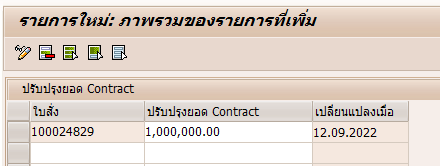 รายการใหม่: ภาพรวมของรายการที่เพิ่ม
ปรับปรุงยอด Contract
ใบสั่ง ปรับปรุงยอด Contract เปลี่ยนแปลงเมื่อ
100024829 1,000,000.00 12.09.2022